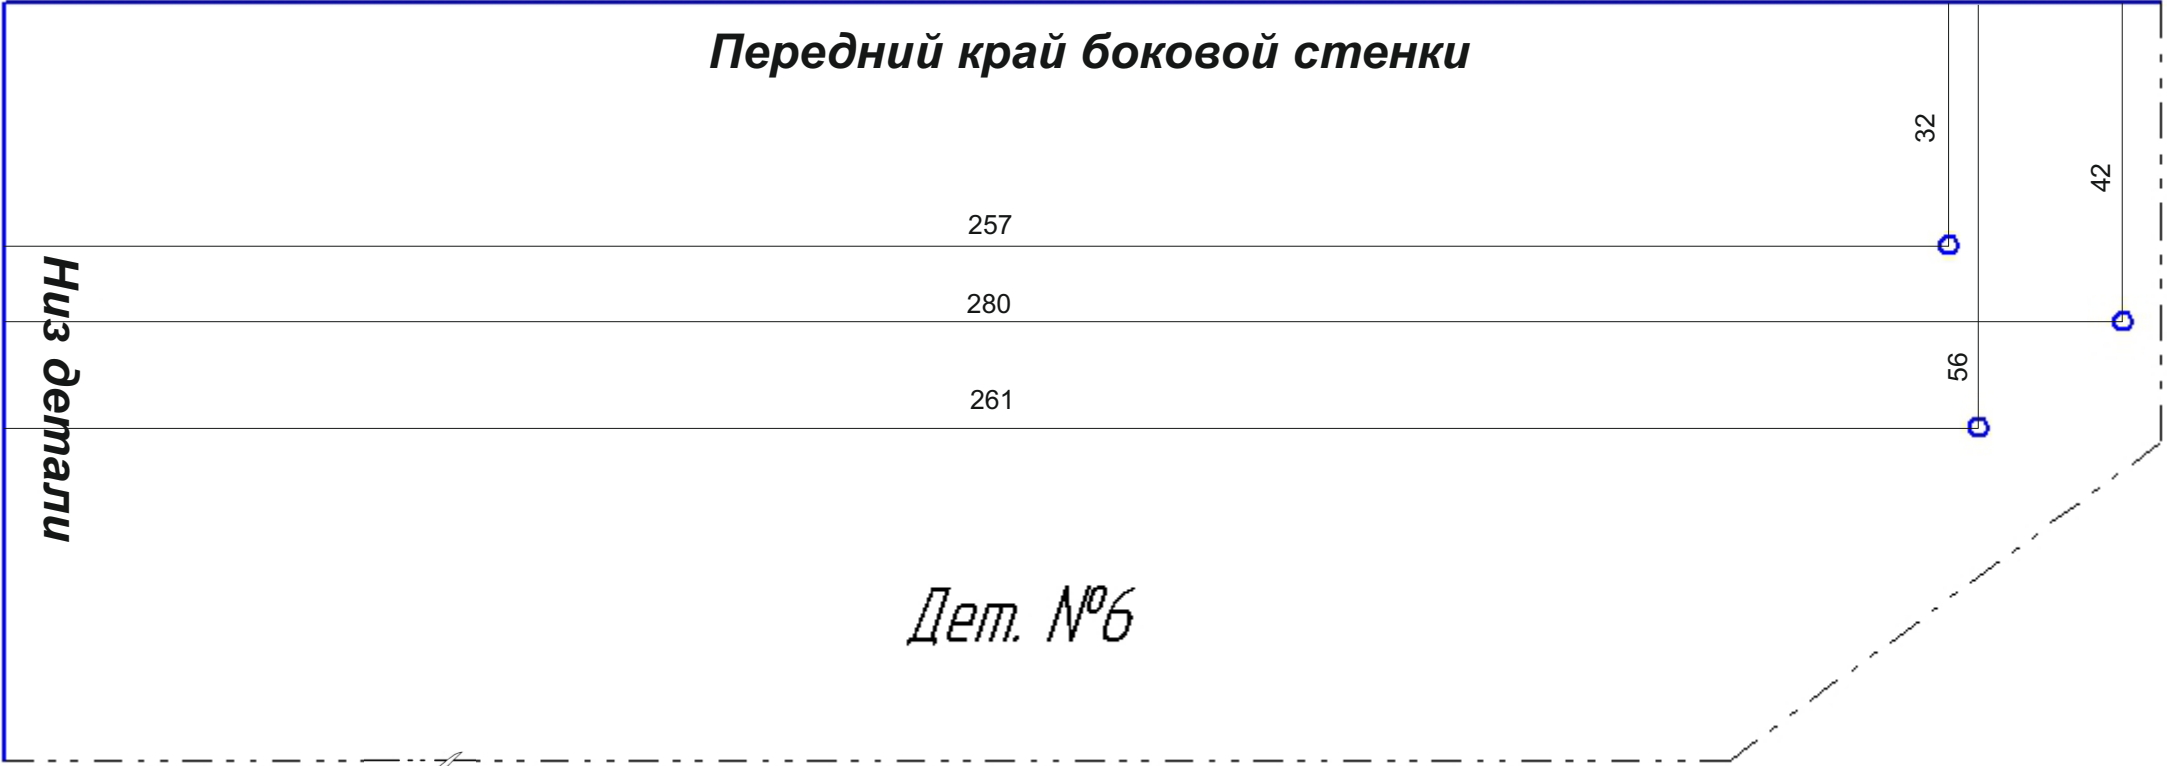 Передний край боковой стенки
32
42
257
280
56
261
Низ детали
Дет. №6